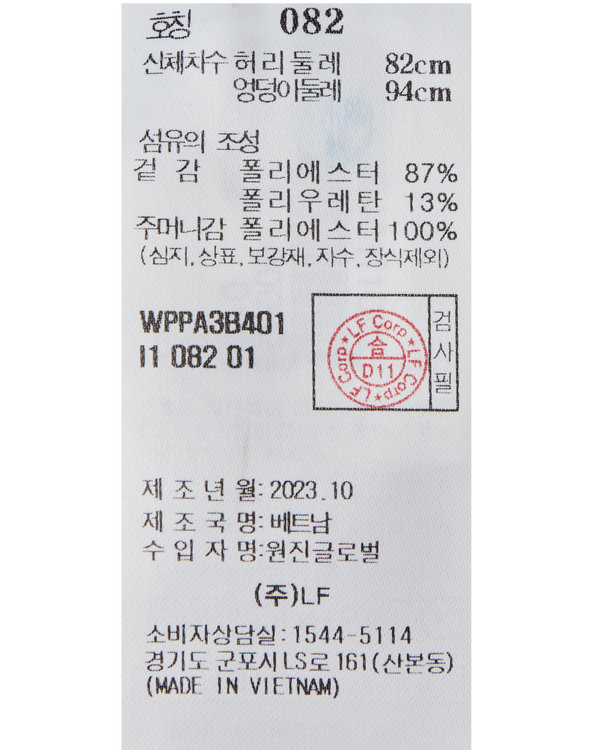 호칭 082
신체치수 허리둘레 82cm
엉덩이둘레 94cm
섬유의 조성
겉감 폴리에스터 87%
폴리우레탄 13%
주머니감 폴리에스터 100%
(심지, 상표, 보강재, 자수, 장식제외)
WPPA3B401
I1 082 01
LF Corp★LF Corp★LF Corp★
合
D11
검사필
제조년월: 2023.10
제조국명: 베트남
수입자명:원진글로벌
(주)LF
소비자상담실: 1544-5114
경기도 군포시 LS로 161(산본동)
(MADE IN VIETNAM)